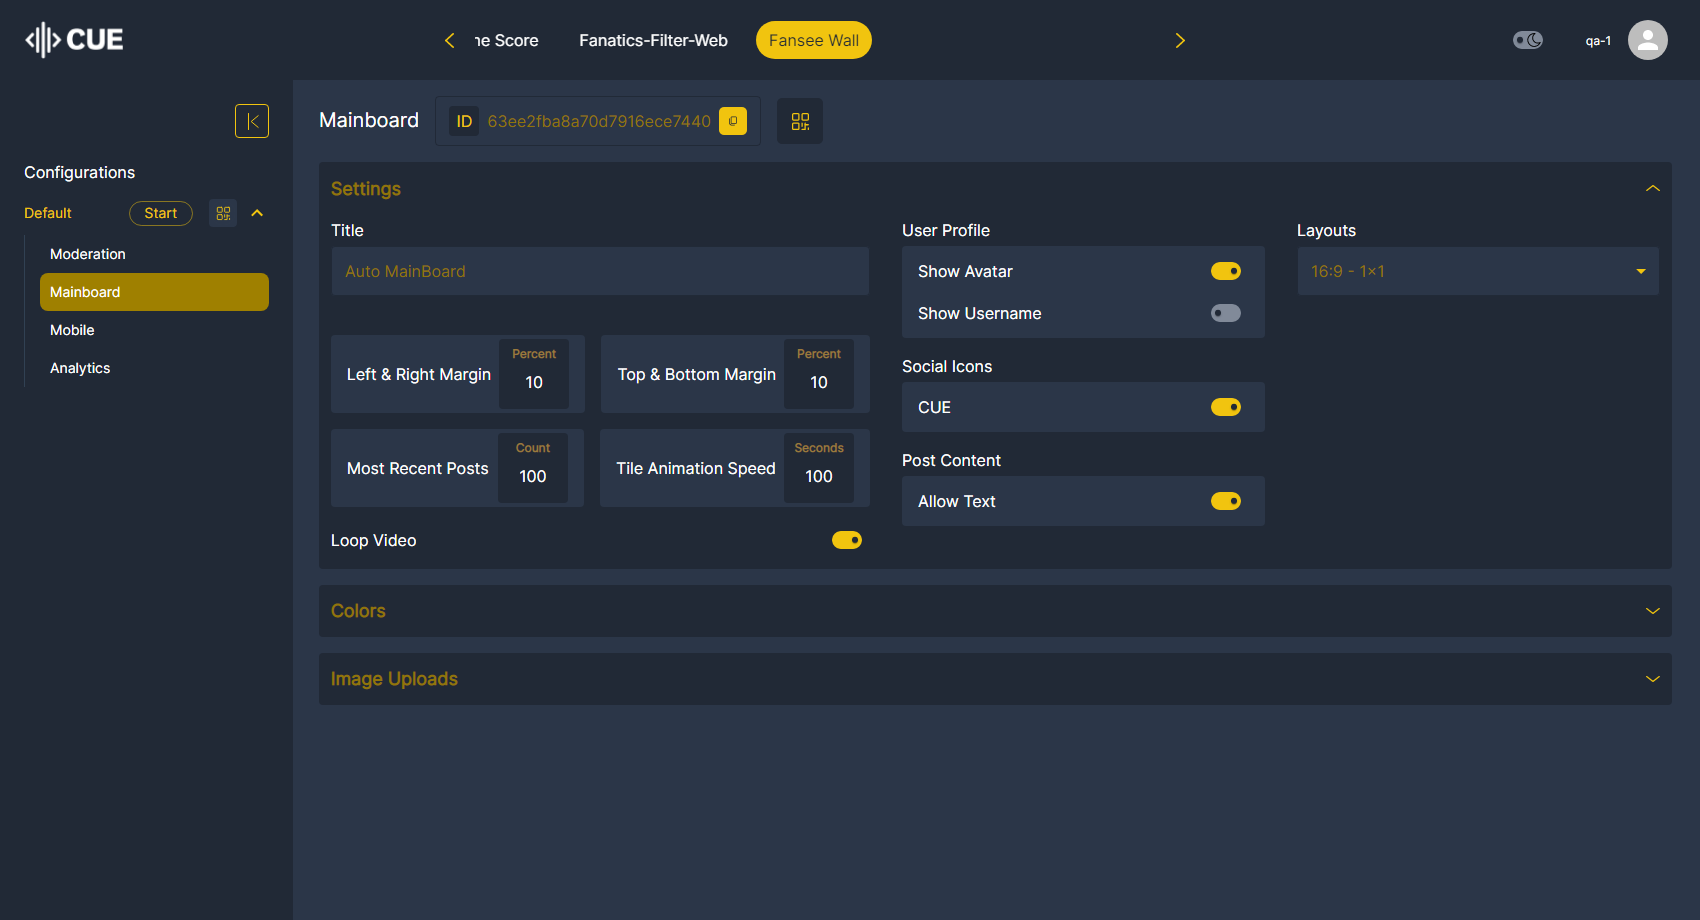 CUE
he Score
Fanatics-Filter-Web
Fansee Wall
qa-1
Configurations
Default
Start
Moderation
Mainboard
Mobile
Analytics
Mainboard
ID
63ee2fba8a70d7916ece7440
Settings
Title
Auto MainBoard
Left & Right Margin
Percent
10
Top & Bottom Margin
Percent
10
Most Recent Posts
Count
100
Tile Animation Speed
Seconds
100
Loop Video
User Profile
Show Avatar
Show Username
Social Icons
CUE
Post Content
Allow Text
Layouts
16:9 - 1x1
Colors
Image Uploads